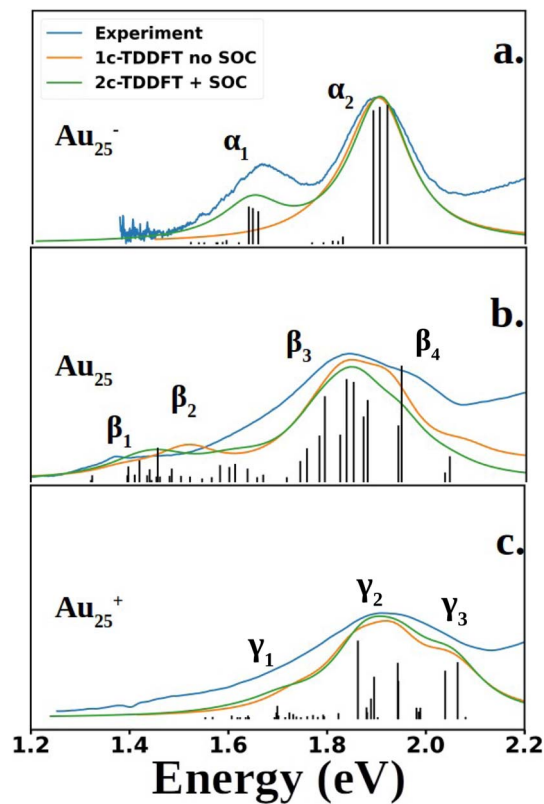 Experiment
1c-TDDFT no SOC
2c-TDDFT + SOC
a.
Au25-
α1
α2
b.
Au25
β1
β2
β3
β4
c.
Au25+
γ1
γ2
γ3
1.2 1.4 1.6 1.8 2.0 2.2
Energy (eV)